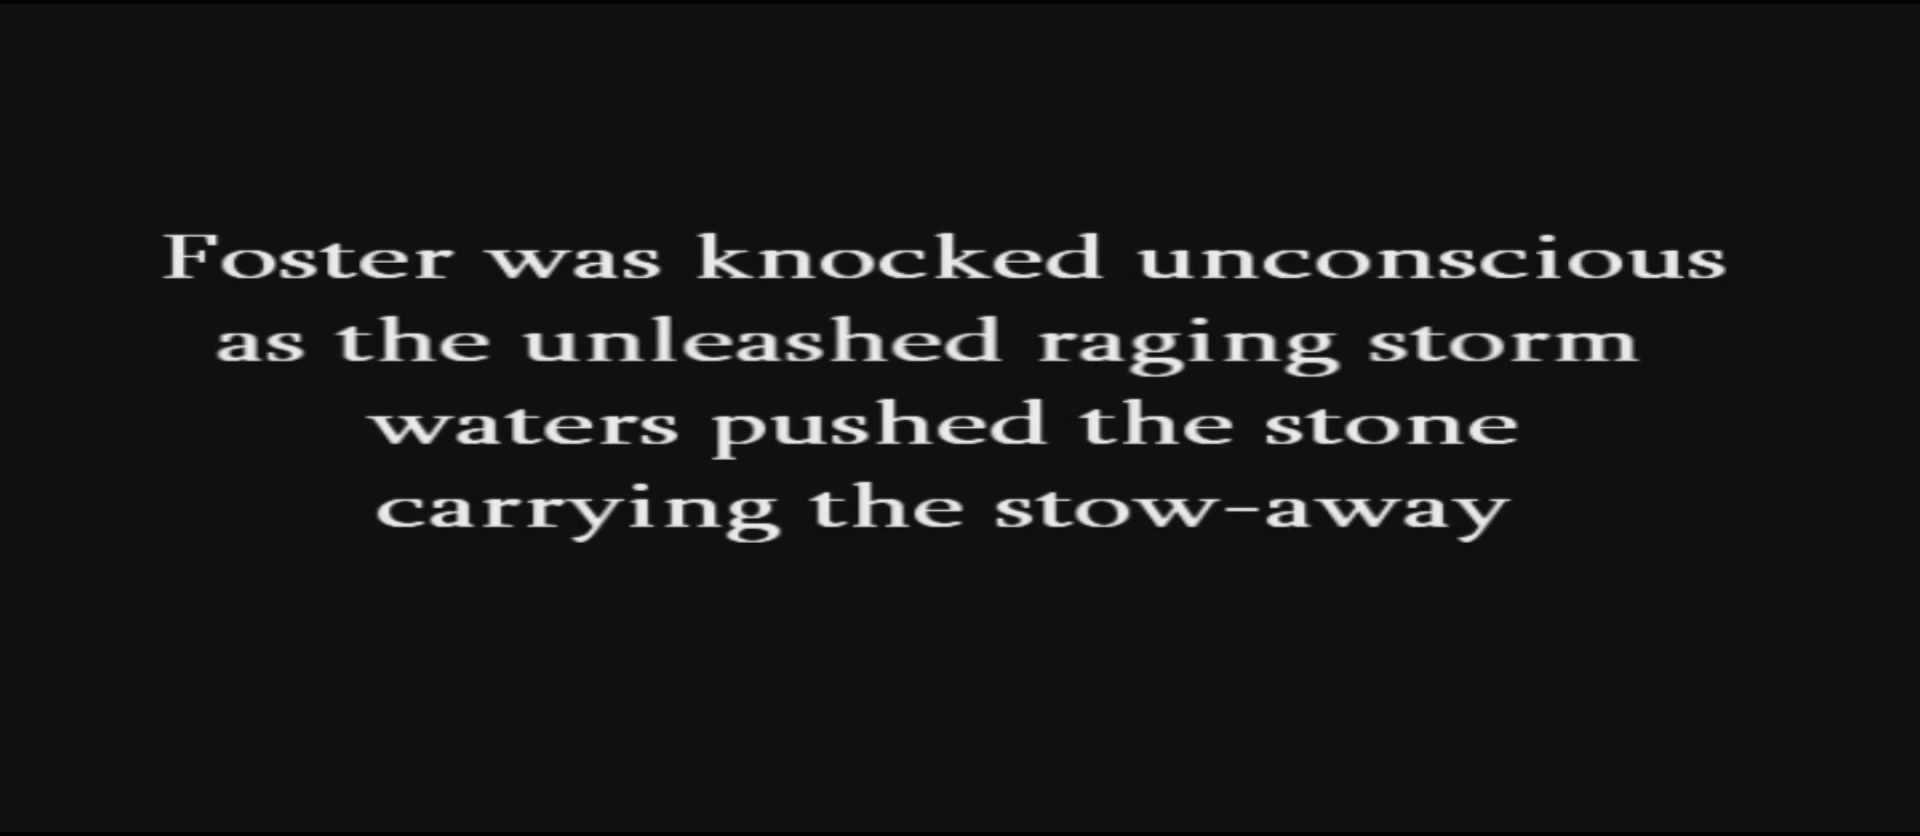 Foster was knocked unconscious
as the unleashed raging storm
waters pushed the stone
carrying the stow-away